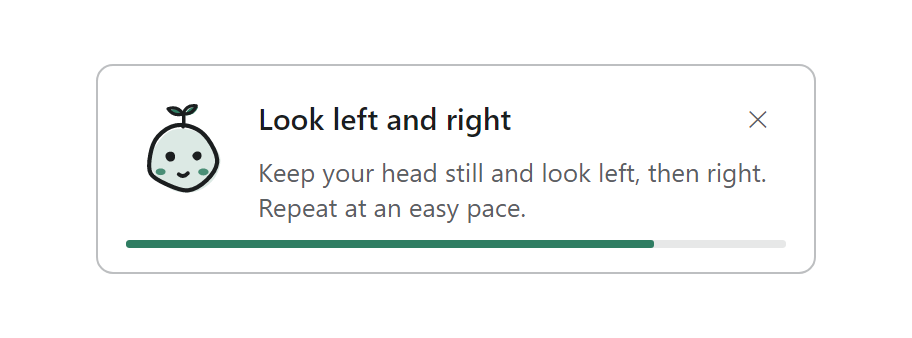 Look left and right
Keep your head still and look left, then right.
Repeat at an easy pace.